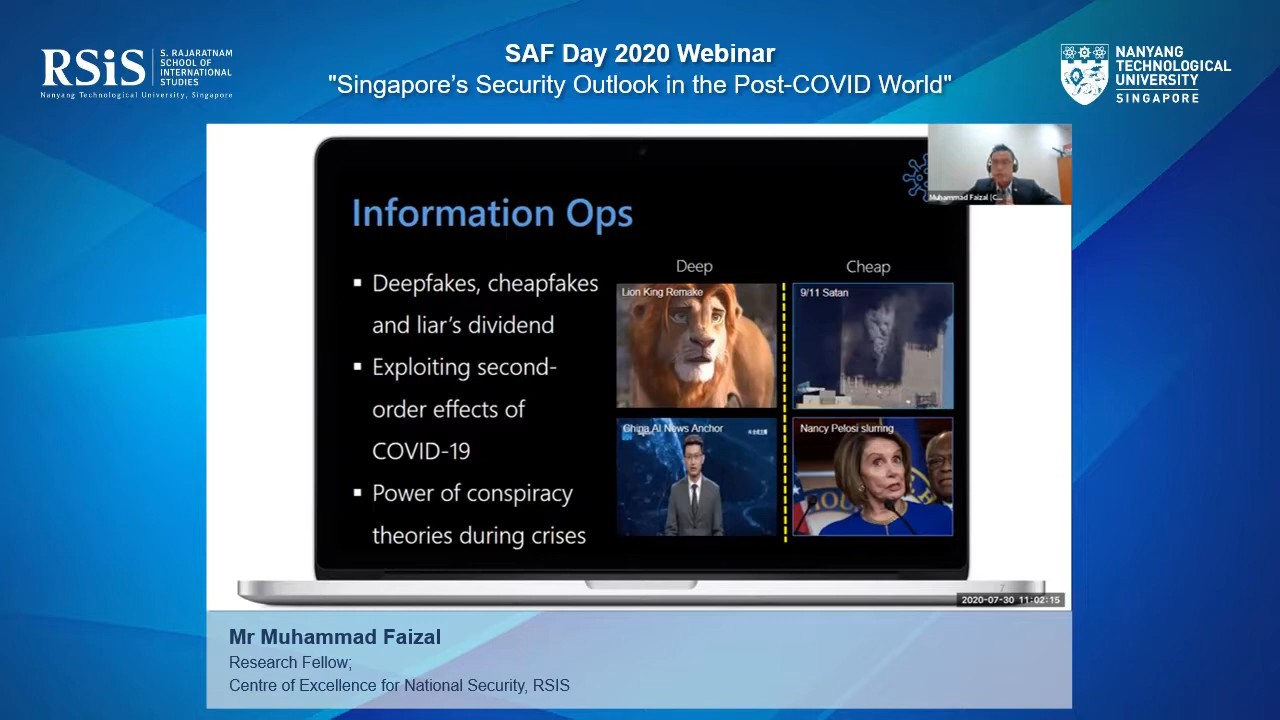 RSiS
S. RAJARATNAM
SCHOOL OF
INTERNATIONAL
STUDIES
Nanyang Technological University, Singapore
SAF Day 2020 Webinar
"Singapore’s Security Outlook in the Post-COVID World"
NANYANG
TECHNOLOGICAL
UNIVERSITY
SINGAPORE
Muhammad Faizal (C...
Information Ops
▪ Deepfakes, cheapfakes
and liar’s dividend
▪ Exploiting second-
order effects of
COVID-19
▪ Power of conspiracy
theories during crises
Deep
Cheap
Lion King Remake
9/11 Satan
China AI News Anchor
Nancy Pelosi slurring
7
2020-07-30 11:02:15
Mr Muhammad Faizal
Research Fellow;
Centre of Excellence for National Security, RSIS